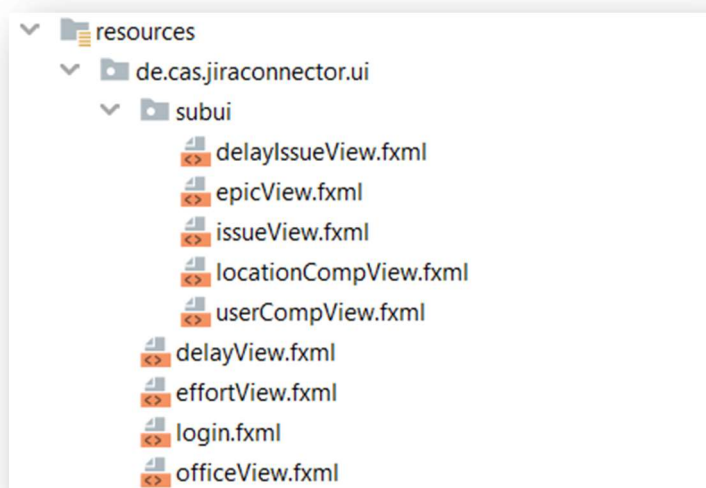 resources
de.cas.jiraconnector.ui
subui
delayIssueView.fxml
epicView.fxml
issueView.fxml
locationCompView.fxml
userCompView.fxml
delayView.fxml
effortView.fxml
login.fxml
officeView.fxml